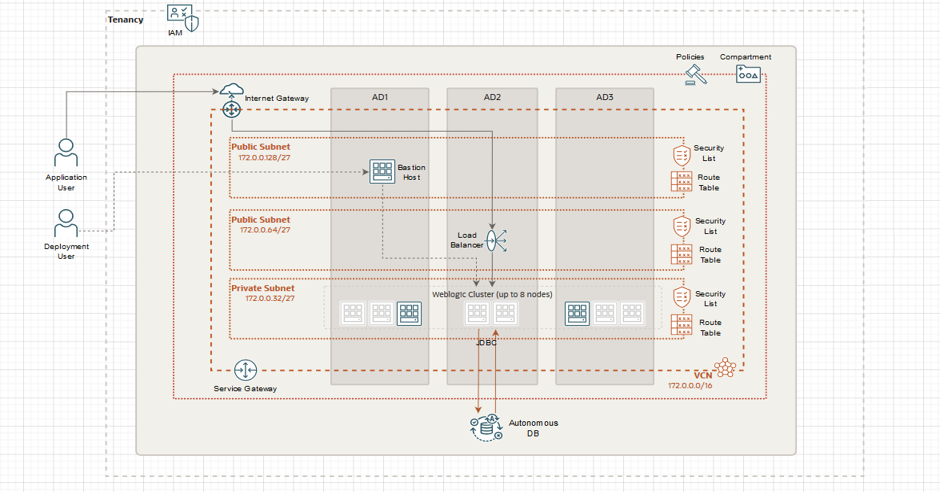 Tenancy
IAM
Policies
Compartment
Internet Gateway
AD1
AD2
AD3
Public Subnet
172.0.0.128/27
Bastion
Host
Security
List
Route
Table
Application
User
Public Subnet
172.0.0.64/27
Load
Balancer
Security
List
Route
Table
Deployment
User
Private Subnet
172.0.0.32/27
Weblogic Cluster (up to 8 nodes)
Security
List
Route
Table
JDBC
Service Gateway
VCN
172.0.0.0/16
Autonomous
DB